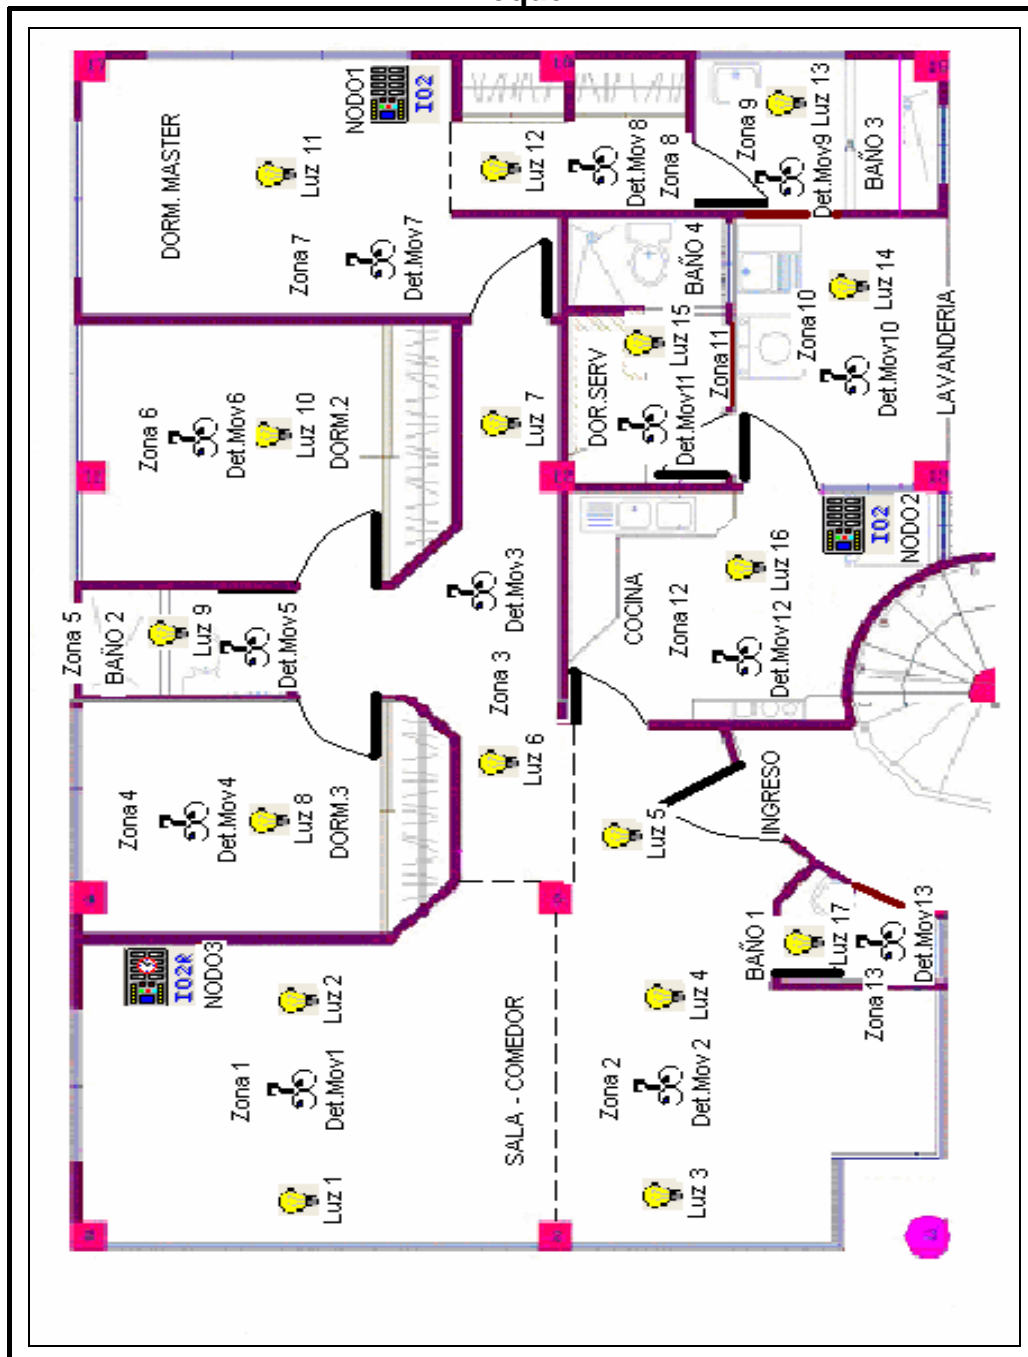 DORM. MASTER
NODO1
IO2
Zona 7
Luz 11
Det.Mov7
Luz 12
Det.Mov 8
Zona 8
Zona 9
Luz 13
Det.Mov9
BAÑO 3
Zona 6
Det.Mov6
Luz 10
DORM.2
Luz 7
BAÑO 4
DOR.SERV
Luz 15
Det.Mov11
Zona11
Zona 10
Luz 14
Det.Mov10
LAVANDERIA
Zona 5
BAÑO 2
Luz 9
Det.Mov5
Det.Mov3
Zona 3
Luz 6
COCINA
Zona 12
Luz 16
Det.Mov12
IO2
NODO2
Zona 4
Det.Mov4
Luz 8
DORM.3
Luz 5
INGRESO
IO2R
NODO3
Zona 1
Luz 2
Det.Mov1
Luz 1
SALA - COMEDOR
Zona 2
Luz 4
Det.Mov 2
Luz 3
BAÑO1
Luz 17
Det.Mov13
Zona 13